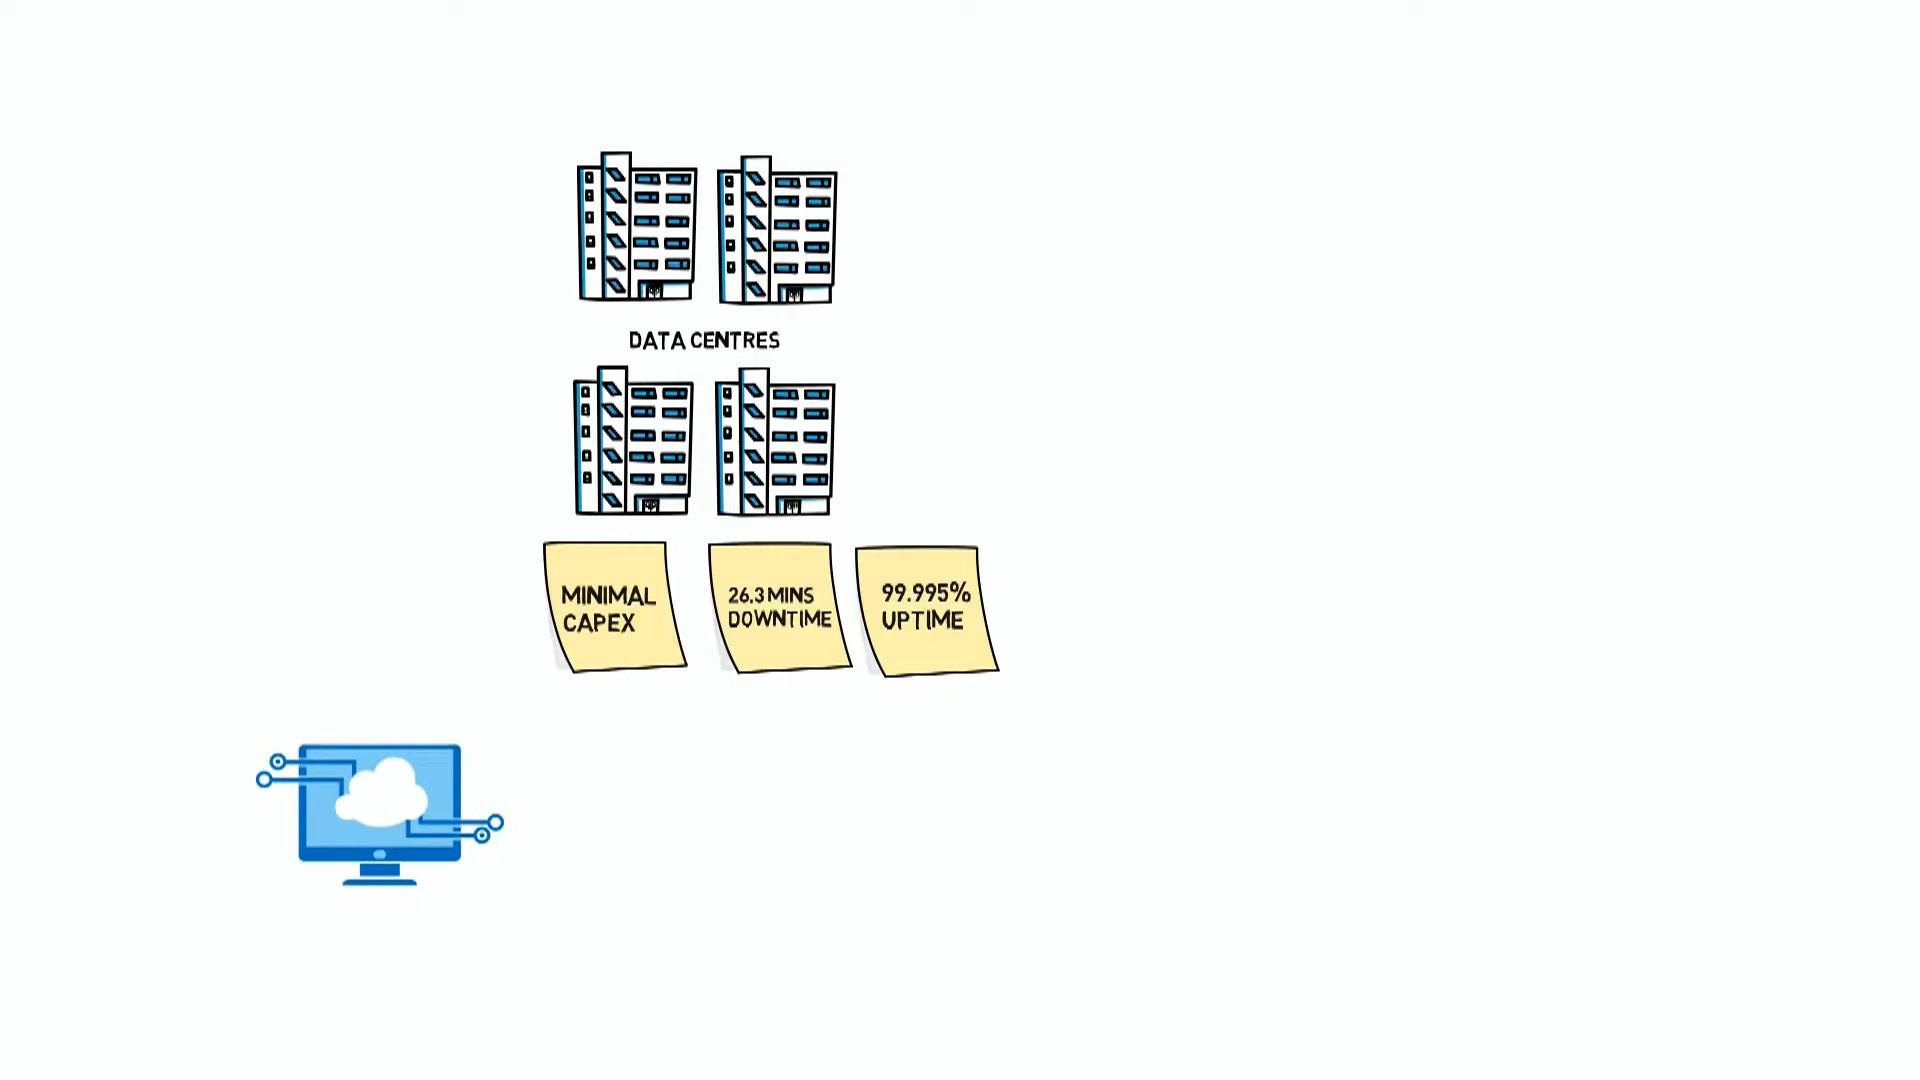 DATA CENTRES
MINIMAL
CAPEX
26.3 MINS
DOWNTIME
99.995%
UPTIME